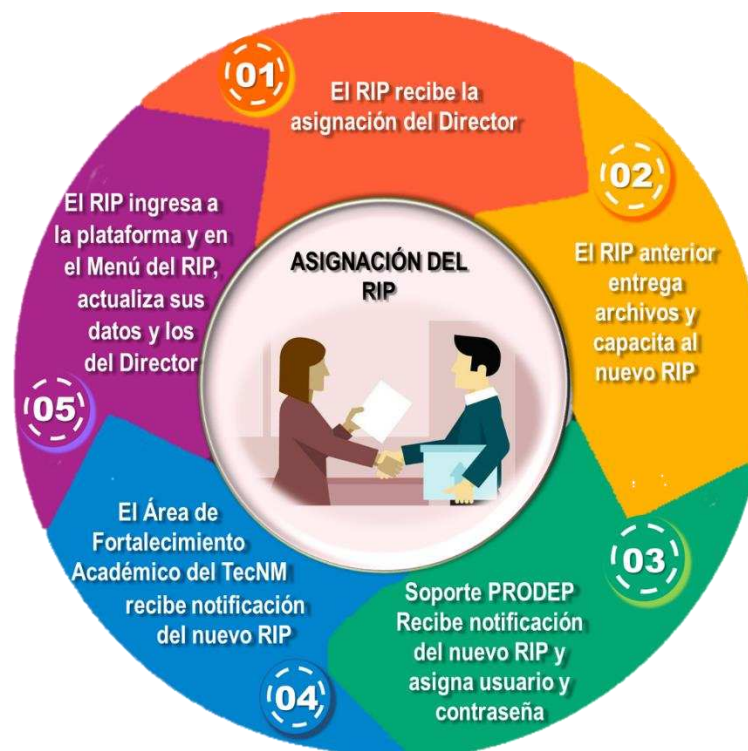 ASIGNACIÓN DEL
RIP
01
El RIP recibe la
asignación del Director
02
El RIP anterior
entrega
archivos y
capacita al
nuevo RIP
03
Soporte PRODEP
Recibe notificación
del nuevo RIP y
asigna usuario y
contraseña
04
El Área de
Fortalecimiento
Académico del TecNM
recibe notificación
del nuevo RIP
05
El RIP ingresa a
la plataforma y en
el Menú del RIP,
actualiza sus
datos y los
del Director